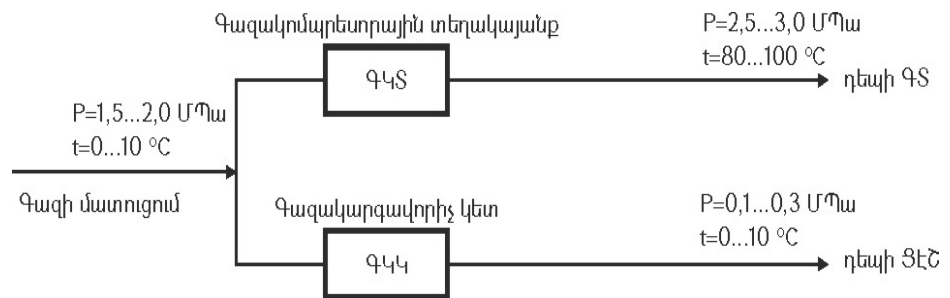 Գազակոմպրեսորային տեղակայանք
P=2,5...3,0 ՄՊա
t=80...100 °C
ԳԿՏ
դեպի ԳՏ
P=1,5...2,0 ՄՊա
t=0...10 °C
Գազի մատուցում
Գազակարգավորիչ կետ
P=0,1...0,3 ՄՊա
t=0...10 °C
ԳԿԿ
դեպի ՑԷՇ